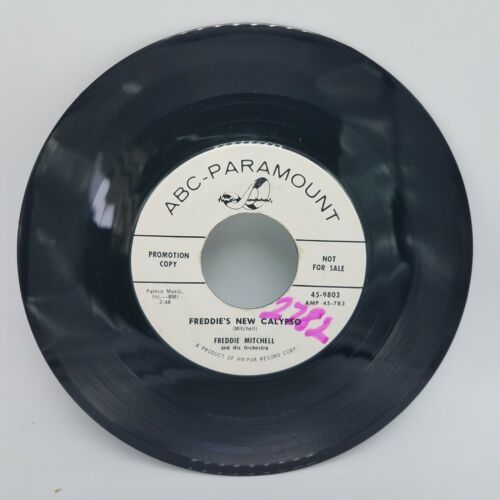 ABC-PARAMOUNT
PROMOTION
COPY
NOT
FOR SALE
Pamco Music,
Inc.—BMI
2:48
45-9803
AMP 45-783
FREDDIE'S NEW CALYPSO
(Mitchell)
2782
FREDDIE MITCHELL
and His Orchestra
A PRODUCT OF AM-PAR RECORD CORP.